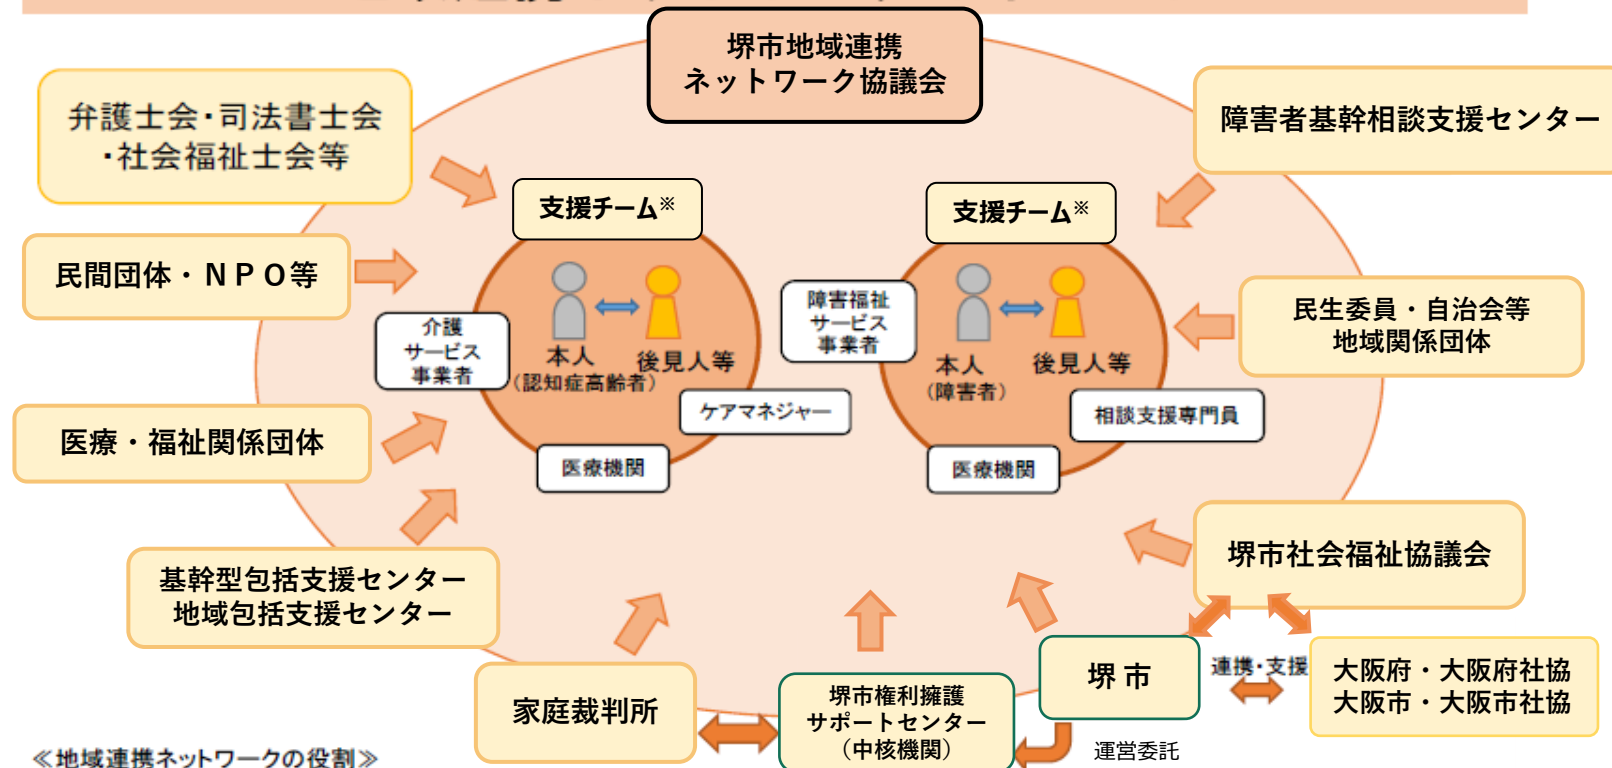 堺市地域連携
ネットワーク協議会
弁護士会・司法書士会
・社会福祉士会等
障害者基幹相談支援センター
支援チーム※
支援チーム※
民間団体・ＮＰＯ等
民生委員・自治会等
地域関係団体
介護
サービス
事業者
本人
（認知症高齢者）
後見人等
ケアマネジャー
医療機関
障害福祉
サービス
事業者
本人
（障害者）
後見人等
相談支援専門員
医療機関
医療・福祉関係団体
基幹型包括支援センター
地域包括支援センター
堺市社会福祉協議会
家庭裁判所
堺市権利擁護
サポートセンター
（中核機関）
堺 市
連携・支援
大阪府・大阪府社協
大阪市・大阪市社協
運営委託
≪地域連携ネットワークの役割≫